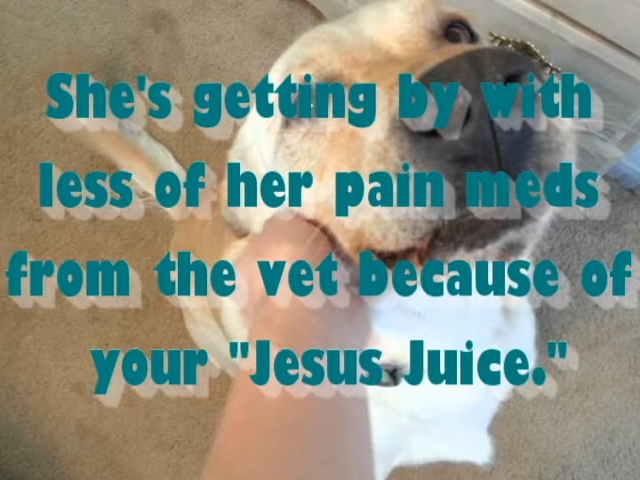 She's getting by with
less of her pain meds
from the vet because of
your "Jesus Juice."